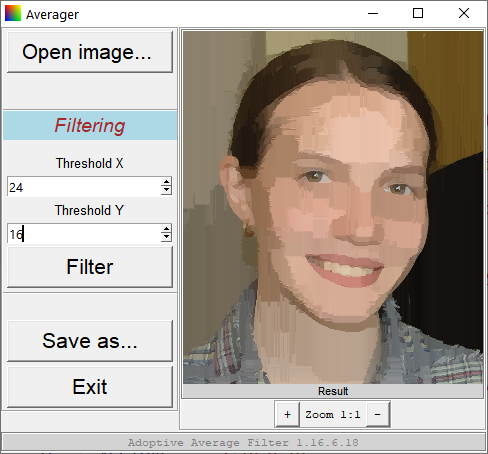 Averager
Open image...
Filtering
Threshold X
24
Threshold Y
16
Filter
Save as...
Exit
Result
+ Zoom 1:1 -
Adoptive Average Filter 1.16.6.18